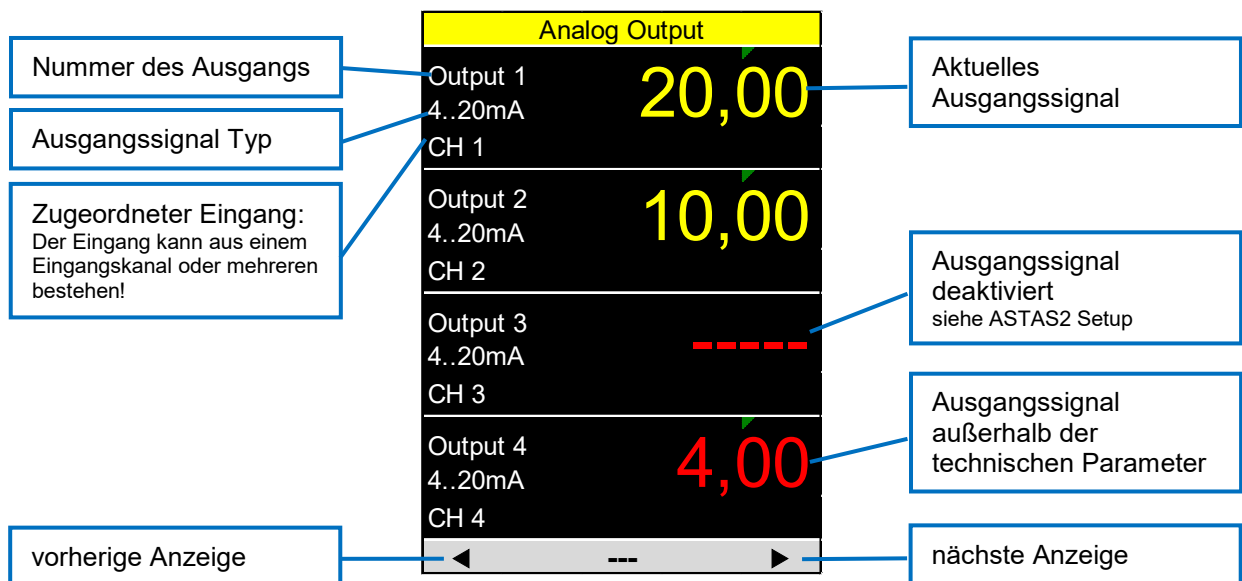 Nummer des Ausgangs
Ausgangssignal Typ
Zugeordneter Eingang:
Der Eingang kann aus einem
Eingangskanal oder mehreren
bestehen!
vorherige Anzeige
Analog Output
Output 1
20,00
4..20mA
CH 1
Output 2
10,00
4..20mA
CH 2
Output 3
-----
4..20mA
CH 3
Output 4
4,00
4..20mA
CH 4
◄ --- ►
Aktuelles
Ausgangssignal
Ausgangssignal
deaktiviert
siehe ASTAS2 Setup
Ausgangssignal
außerhalb der
technischen Parameter
nächste Anzeige